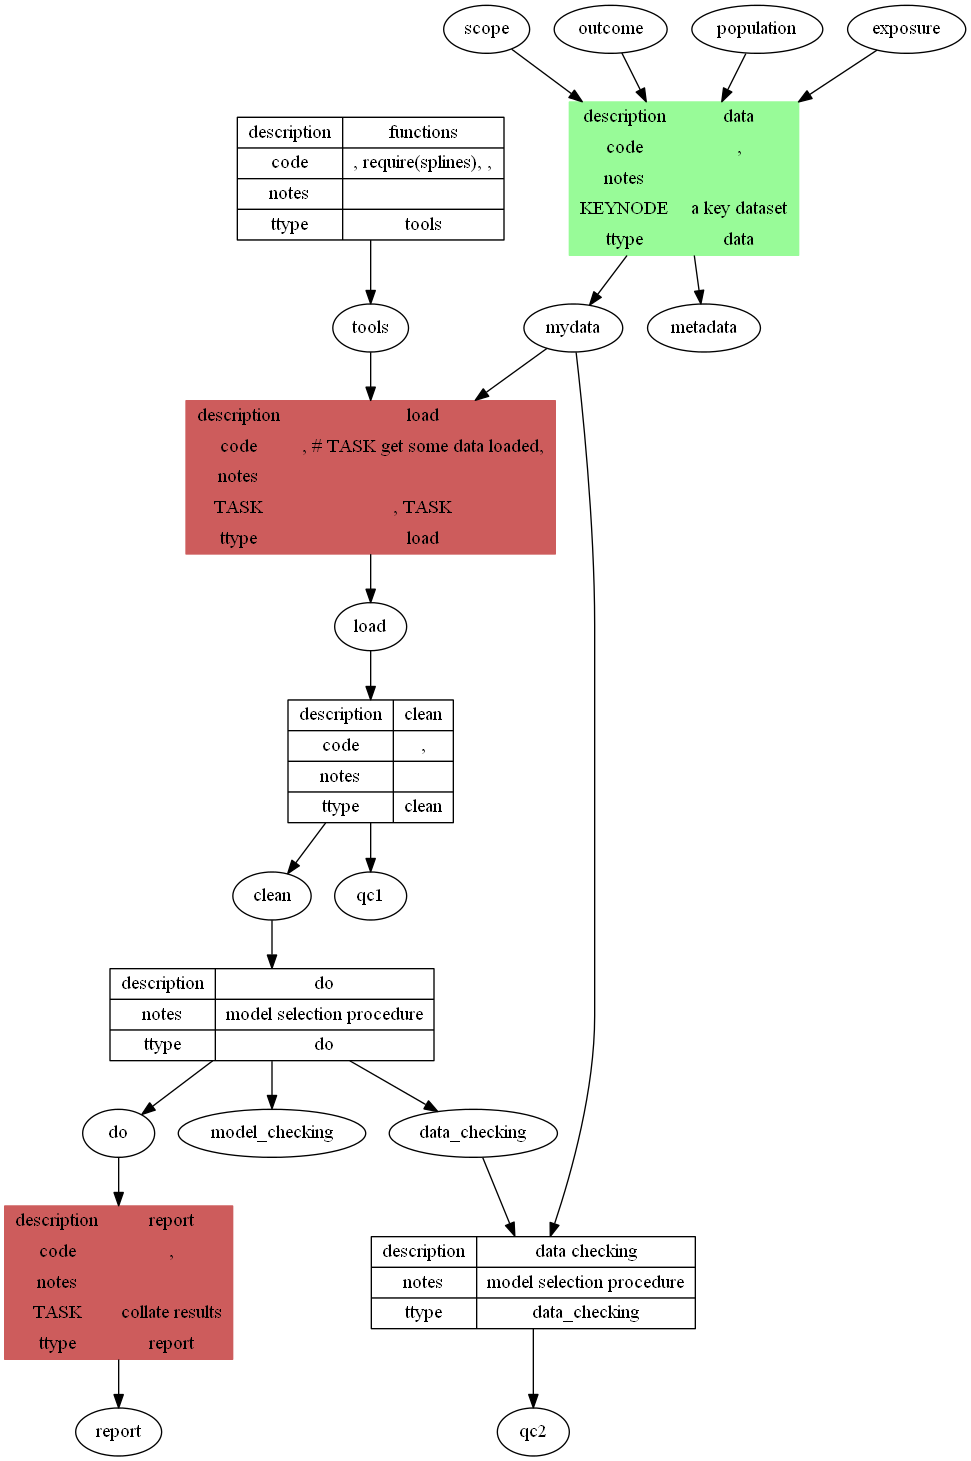 scope outcome population exposure
description data
description functions
code ,
code , require(splines), ,
notes
notes
KEYNODE a key dataset
ttype tools
ttype data
tools mydata metadata
description load
code , # TASK get some data loaded,
notes
TASK , TASK
ttype load
load
description clean
code ,
notes
ttype clean
clean qc1
description do
notes model selection procedure
ttype do
do model_checking data_checking
description report
description data checking
code ,
notes
notes model selection procedure
TASK collate results
ttype data_checking
ttype report
report qc2